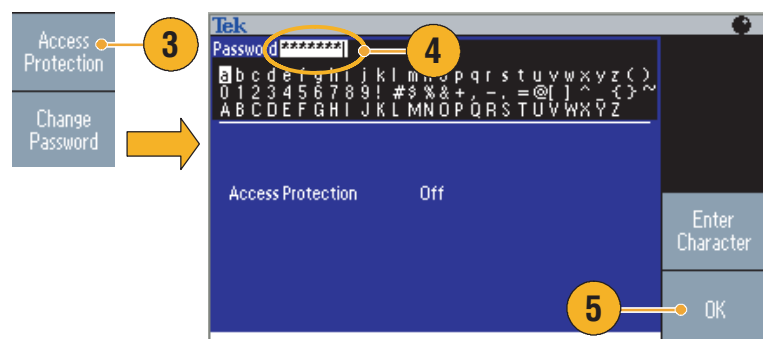 Access
Protection
3
Change
Password
Tek
Password *******
4
a b c d e f g h i j k l m n o p q r s t u v w x y z ( )
0 1 2 3 4 5 6 7 8 9 ! # $ % & + , - . = @ [ ] ^ _ { } ~
A B C D E F G H I J K L M N O P Q R S T U V W X Y Z
Access Protection Off
Enter
Character
5
OK